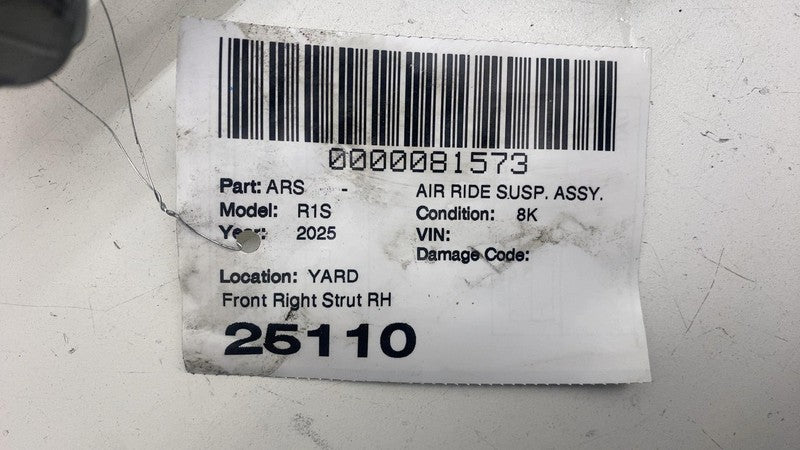 0000081573
Part: ARS - AIR RIDE SUSP. ASSY.
Model: R1S Condition: 8K
Year: 2025 VIN:
Damage Code:
Location: YARD
Front Right Strut RH
25110